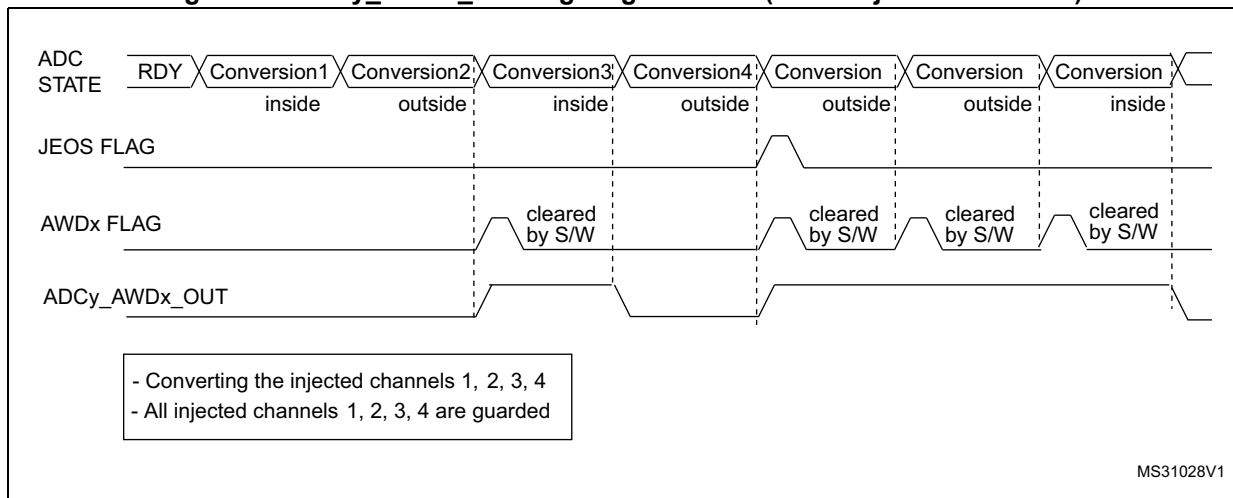 ADC STATE
RDY Conversion1 Conversion2 Conversion3 Conversion4 Conversion Conversion Conversion
inside outside inside outside outside outside inside
JEOS FLAG
AWDx FLAG
cleared by S/W
cleared by S/W
cleared by S/W
cleared by S/W
ADCy_AWDx_OUT
- Converting the injected channels 1, 2, 3, 4
- All injected channels 1, 2, 3, 4 are guarded
MS31028V1